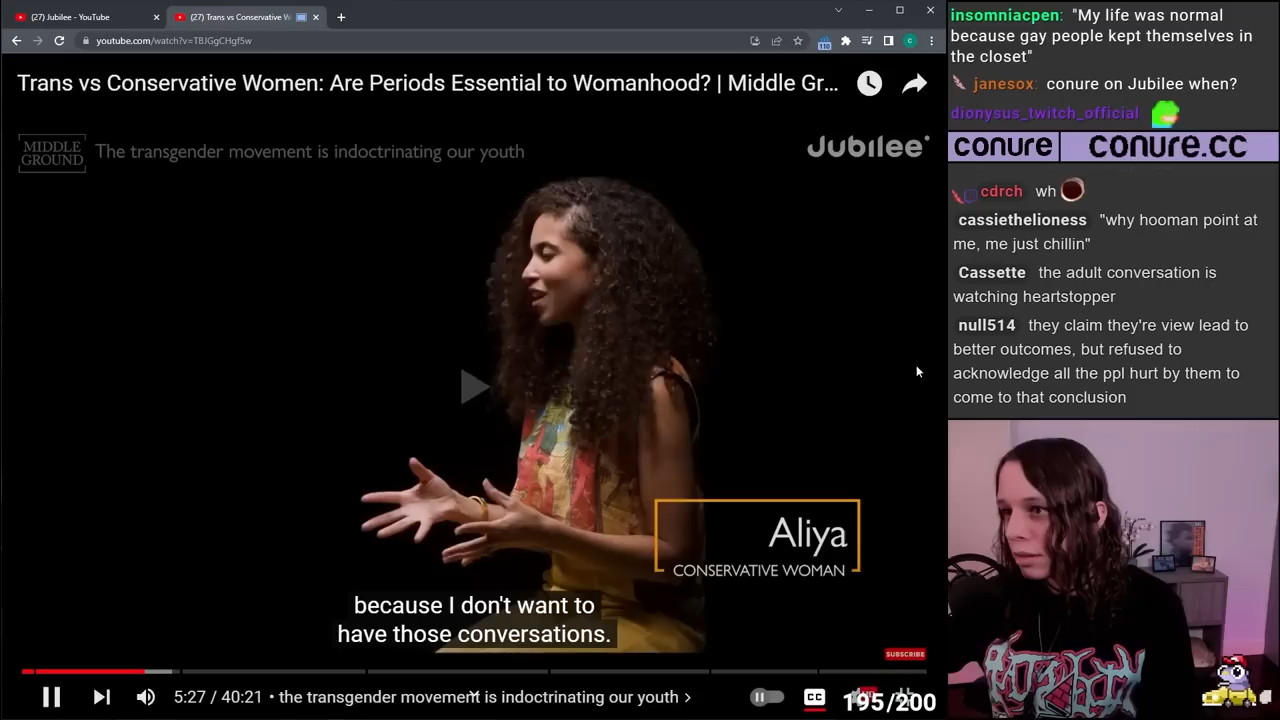 (27) Jubilee - YouTube
(27) Trans vs Conservative W
youtube.com/watch?v=TBJGgCHgf5w
Trans vs Conservative Women: Are Periods Essential to Womanhood? | Middle Gr...
MIDDLE
GROUND
The transgender movement is indoctrinating our youth
Jubilee
Aliya
CONSERVATIVE WOMAN
because I don't want to
have those conversations.
SUBSCRIBE
5:27 / 40:21 • the transgender movement is indoctrinating our youth >
CC
195/200
insomniacpen: "My life was normal
because gay people kept themselves in
the closet"
janesox: conure on Jubilee when?
dionysus_twitch_official
conure
conure.cc
cdrch wh
cassiethelioness "why hooman point at
me, me just chillin"
Cassette the adult conversation is
watching heartstopper
null514 they claim they're view lead to
better outcomes, but refused to
acknowledge all the ppl hurt by them to
come to that conclusion